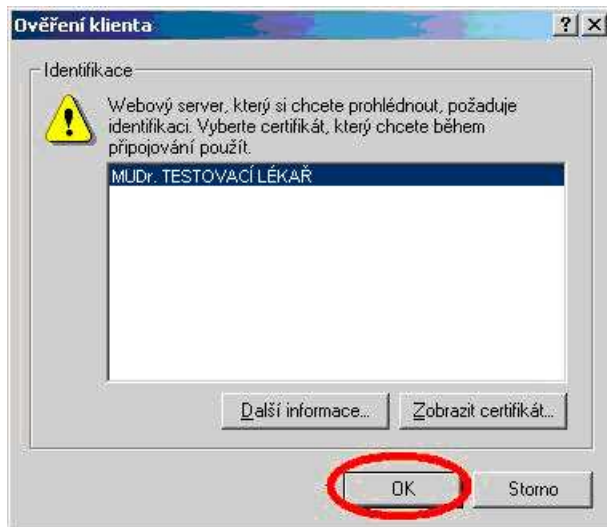 Ověření klienta
Identifikace
Webový server, který si chcete prohlédnout, požaduje
identifikaci. Vyberte certifikát, který chcete během
připojování použít.
MUDr. TESTOVACÍ LÉKAŘ
Další informace...
Zobrazit certifikát...
OK
Storno